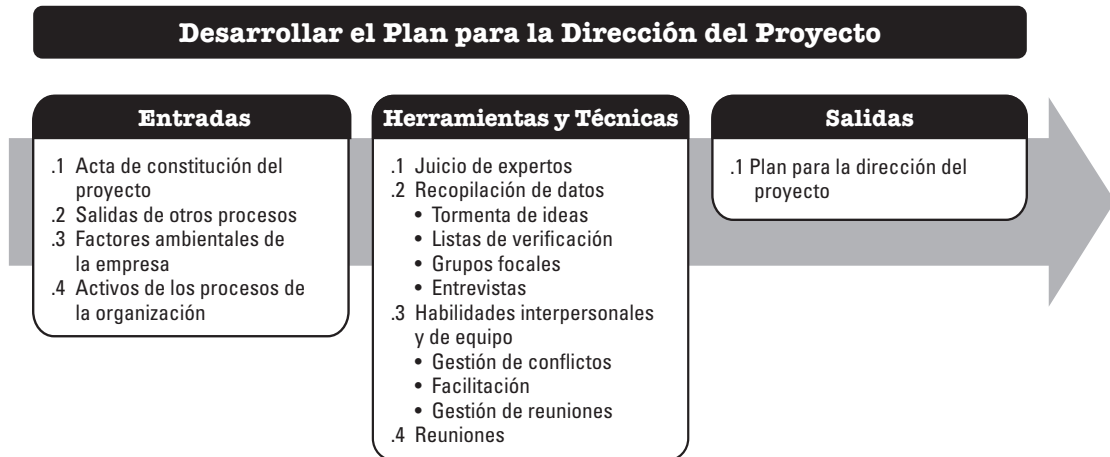 Desarrollar el Plan para la Dirección del Proyecto
Entradas
.1 Acta de constitución del
proyecto
.2 Salidas de otros procesos
.3 Factores ambientales de
la empresa
.4 Activos de los procesos de
la organización
Herramientas y Técnicas
.1 Juicio de expertos
.2 Recopilación de datos
• Tormenta de ideas
• Listas de verificación
• Grupos focales
• Entrevistas
.3 Habilidades interpersonales
y de equipo
• Gestión de conflictos
• Facilitación
• Gestión de reuniones
.4 Reuniones
Salidas
.1 Plan para la dirección del
proyecto